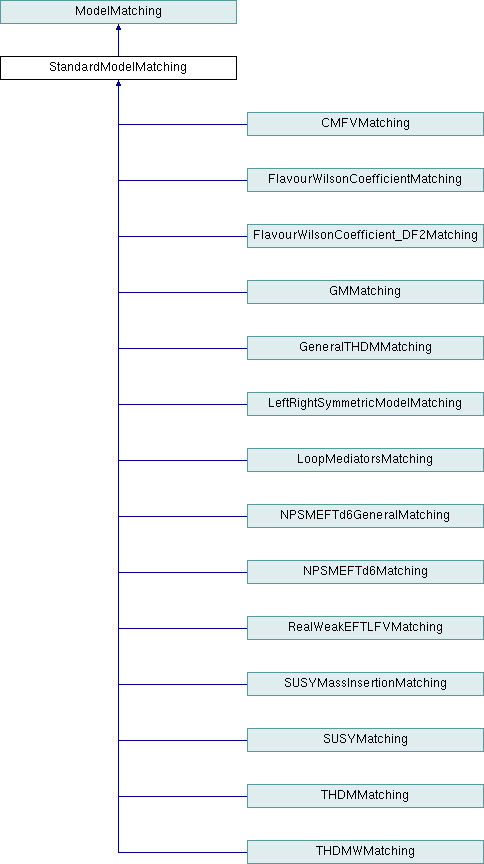 ModelMatching
StandardModelMatching
CMFVMatching
FlavourWilsonCoefficientMatching
FlavourWilsonCoefficient_DF2Matching
GMMatching
GeneralTHDMMatching
LeftRightSymmetricModelMatching
LoopMediatorsMatching
NPSMEFTd6GeneralMatching
NPSMEFTd6Matching
RealWeakEFTLFVMatching
SUSYMassInsertionMatching
SUSYMatching
THDMMatching
THDMWMatching